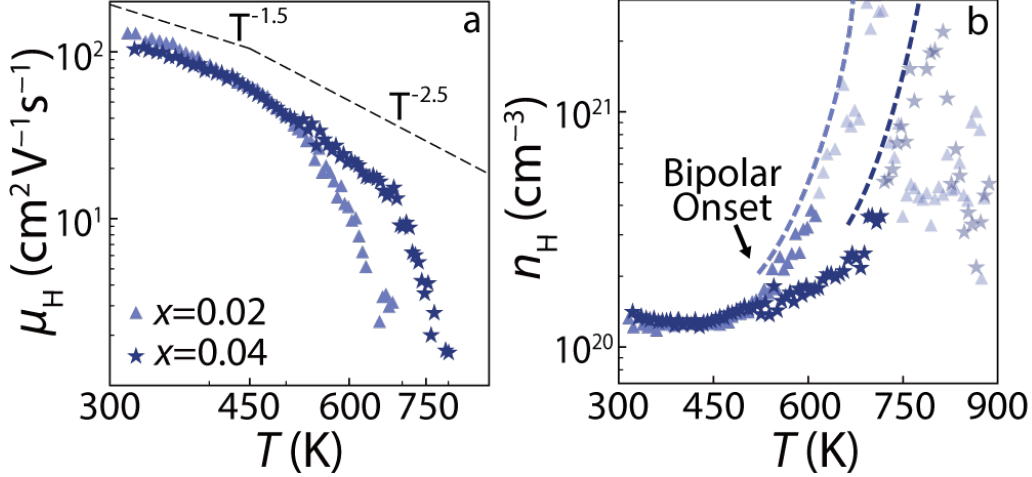 a
T⁻¹·⁵
T⁻²·⁵
10²
10¹
μH (cm² V⁻¹s⁻¹)
x=0.02
x=0.04
300
450
600
750
T (K)
b
10²¹
10²⁰
nH (cm⁻³)
Bipolar
Onset
300
450
600
750
900
T (K)